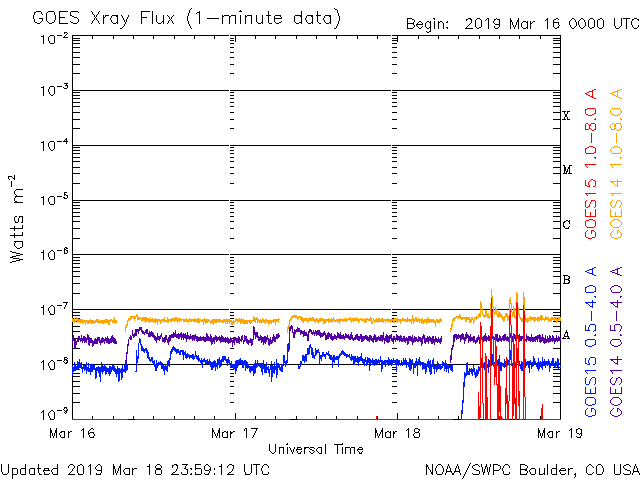 GOES Xray Flux (1-minute data)
Begin: 2019 Mar 16 0000 UTC
10-2
10-3
10-4
10-5
10-6
10-7
10-8
10-9
Watts m-2
X
M
C
B
A
GOES15 1.0-8.0 A
GOES14 1.0-8.0 A
GOES15 0.5-4.0 A
GOES14 0.5-4.0 A
Mar 16
Mar 17
Mar 18
Mar 19
Universal Time
Updated 2019 Mar 18 23:59:12 UTC
NOAA/SWPC Boulder, CO USA